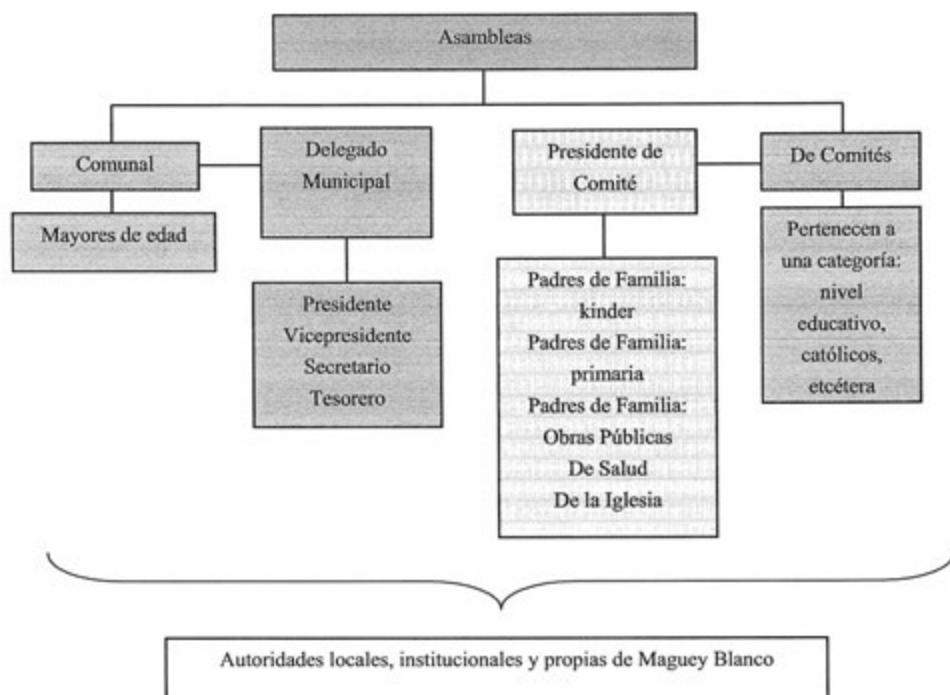 Asambleas
Comunal
Delegado
Municipal
Presidente de
Comité
De Comités
Mayores de edad
Pertenecen a
una categoría:
nivel
educativo,
católicos,
etcétera
Presidente
Vicepresidente
Secretario
Tesorero
Padres de Familia:
kinder
Padres de Familia:
primaria
Padres de Familia:
Obras Públicas
De Salud
De la Iglesia
Autoridades locales, institucionales y propias de Maguey Blanco